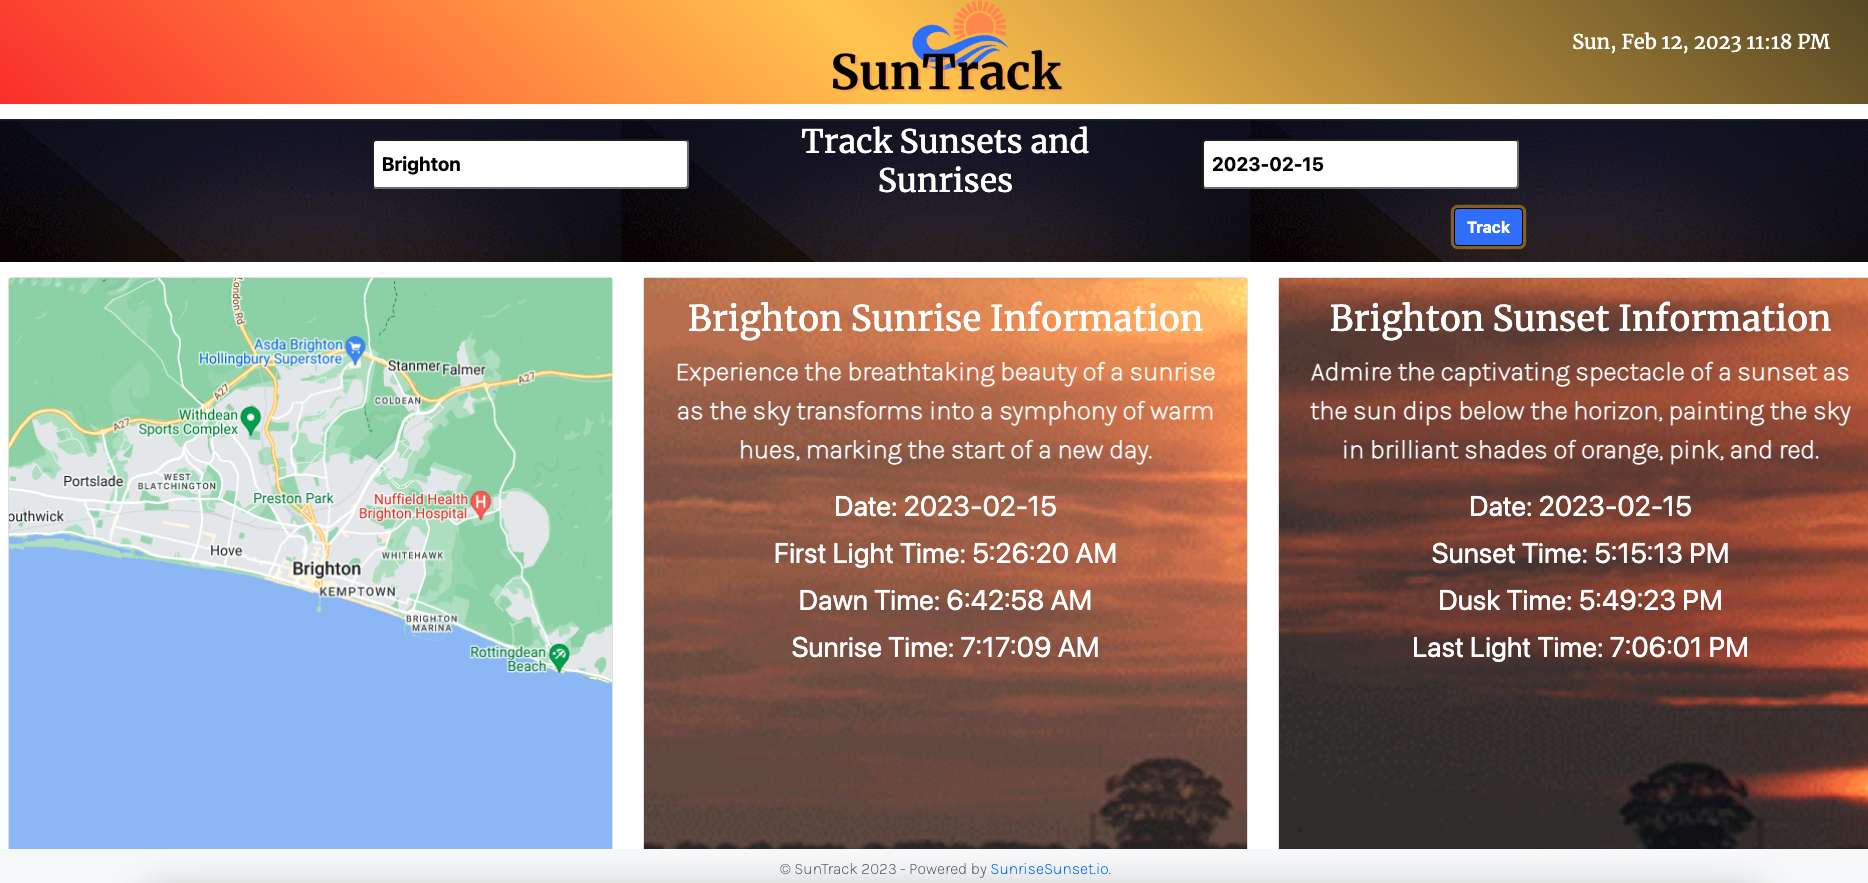 SunTrack
Sun, Feb 12, 2023 11:18 PM
Brighton
Track Sunsets and
Sunrises
2023-02-15
Track
London Rd
Asda Brighton
Hollingbury Superstore
Stanmer
Falmer
A27
A27
A27
COLDEAN
Withdean
Sports Complex
Portslade
WEST
BLATCHINGTON
Preston Park
Nuffield Health
Brighton Hospital
H
outhwick
Hove
WHITEHAWK
Brighton
KEMPTOWN
BRIGHTON
MARINA
Rottingdean
Beach
Brighton Sunrise Information
Experience the breathtaking beauty of a sunrise
as the sky transforms into a symphony of warm
hues, marking the start of a new day.
Date: 2023-02-15
First Light Time: 5:26:20 AM
Dawn Time: 6:42:58 AM
Sunrise Time: 7:17:09 AM
Brighton Sunset Information
Admire the captivating spectacle of a sunset as
the sun dips below the horizon, painting the sky
in brilliant shades of orange, pink, and red.
Date: 2023-02-15
Sunset Time: 5:15:13 PM
Dusk Time: 5:49:23 PM
Last Light Time: 7:06:01 PM
© SunTrack 2023 - Powered by SunriseSunset.io.